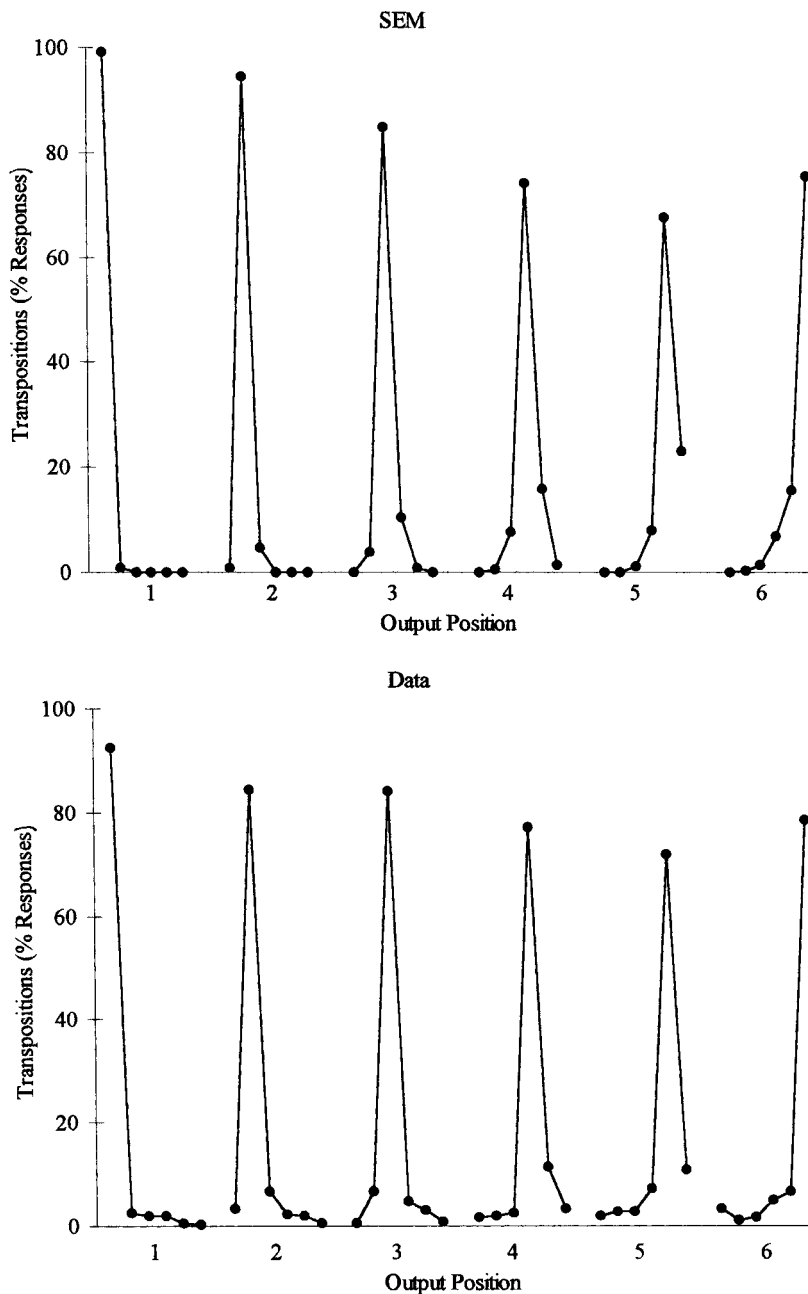 SEM
100
80
60
40
20
0
Transpositions (% Responses)
1 2 3 4 5 6
Output Position
Data
100
80
60
40
20
0
Transpositions (% Responses)
1 2 3 4 5 6
Output Position